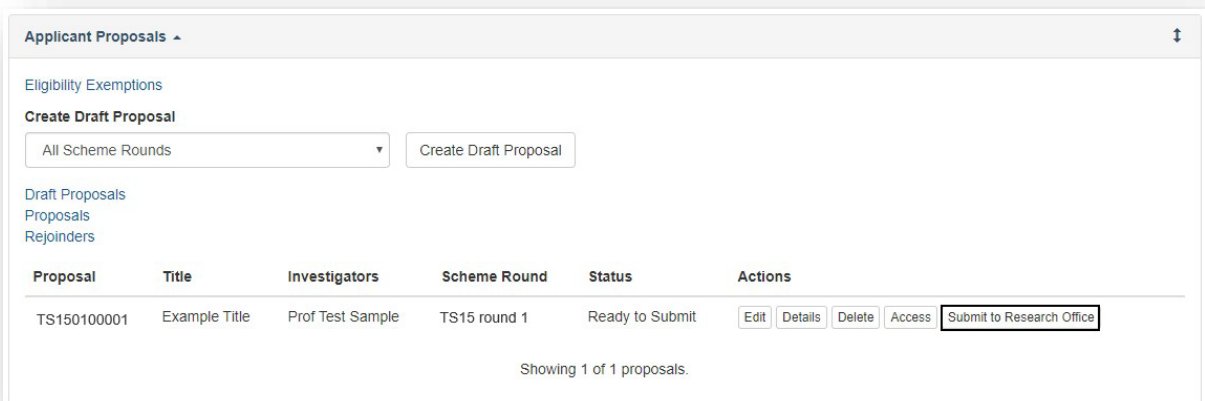 Applicant Proposals
Eligibility Exemptions
Create Draft Proposal
All Scheme Rounds Create Draft Proposal
Draft Proposals
Proposals
Rejoinders
Proposal Title Investigators Scheme Round Status Actions
TS150100001 Example Title Prof Test Sample TS15 round 1 Ready to Submit Edit Details Delete Access Submit to Research Office
Showing 1 of 1 proposals.